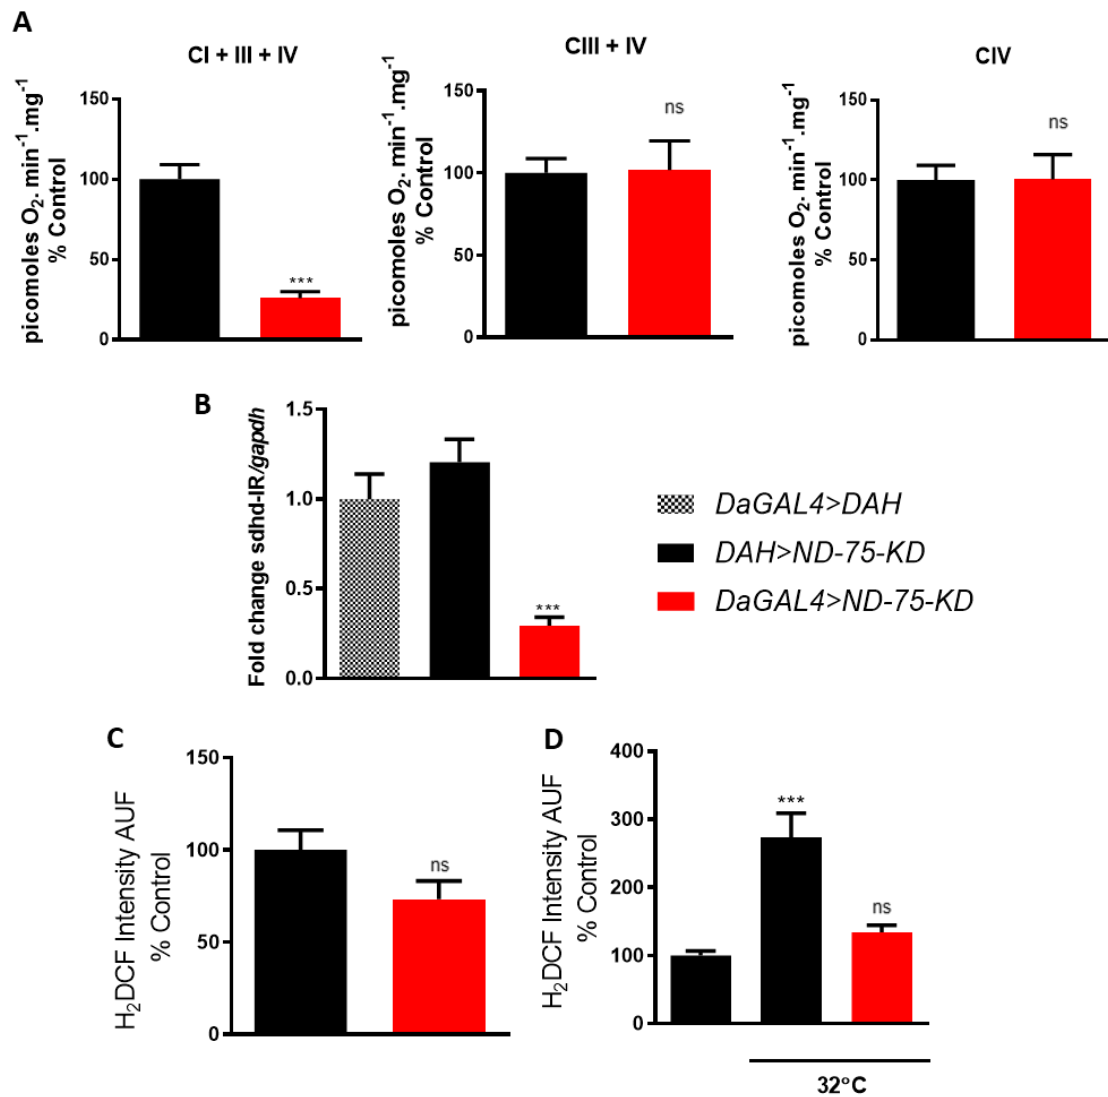 A
CI + III + IV
picomoles O₂. min⁻¹.mg⁻¹
% Control
150
100
50
0
***
CIII + IV
picomoles O₂. min⁻¹.mg⁻¹
% Control
150
100
50
0
ns
CIV
picomoles O₂. min⁻¹.mg⁻¹
% Control
150
100
50
0
ns
B
Fold change sdhd-IR/gapdh
1.5
1.0
0.5
0.0
***
DaGAL4>DAH
DAH>ND-75-KD
DaGAL4>ND-75-KD
C
H₂DCF Intensity AUF
% Control
150
100
50
0
ns
D
H₂DCF Intensity AUF
% Control
400
300
200
100
0
***
ns
32°C